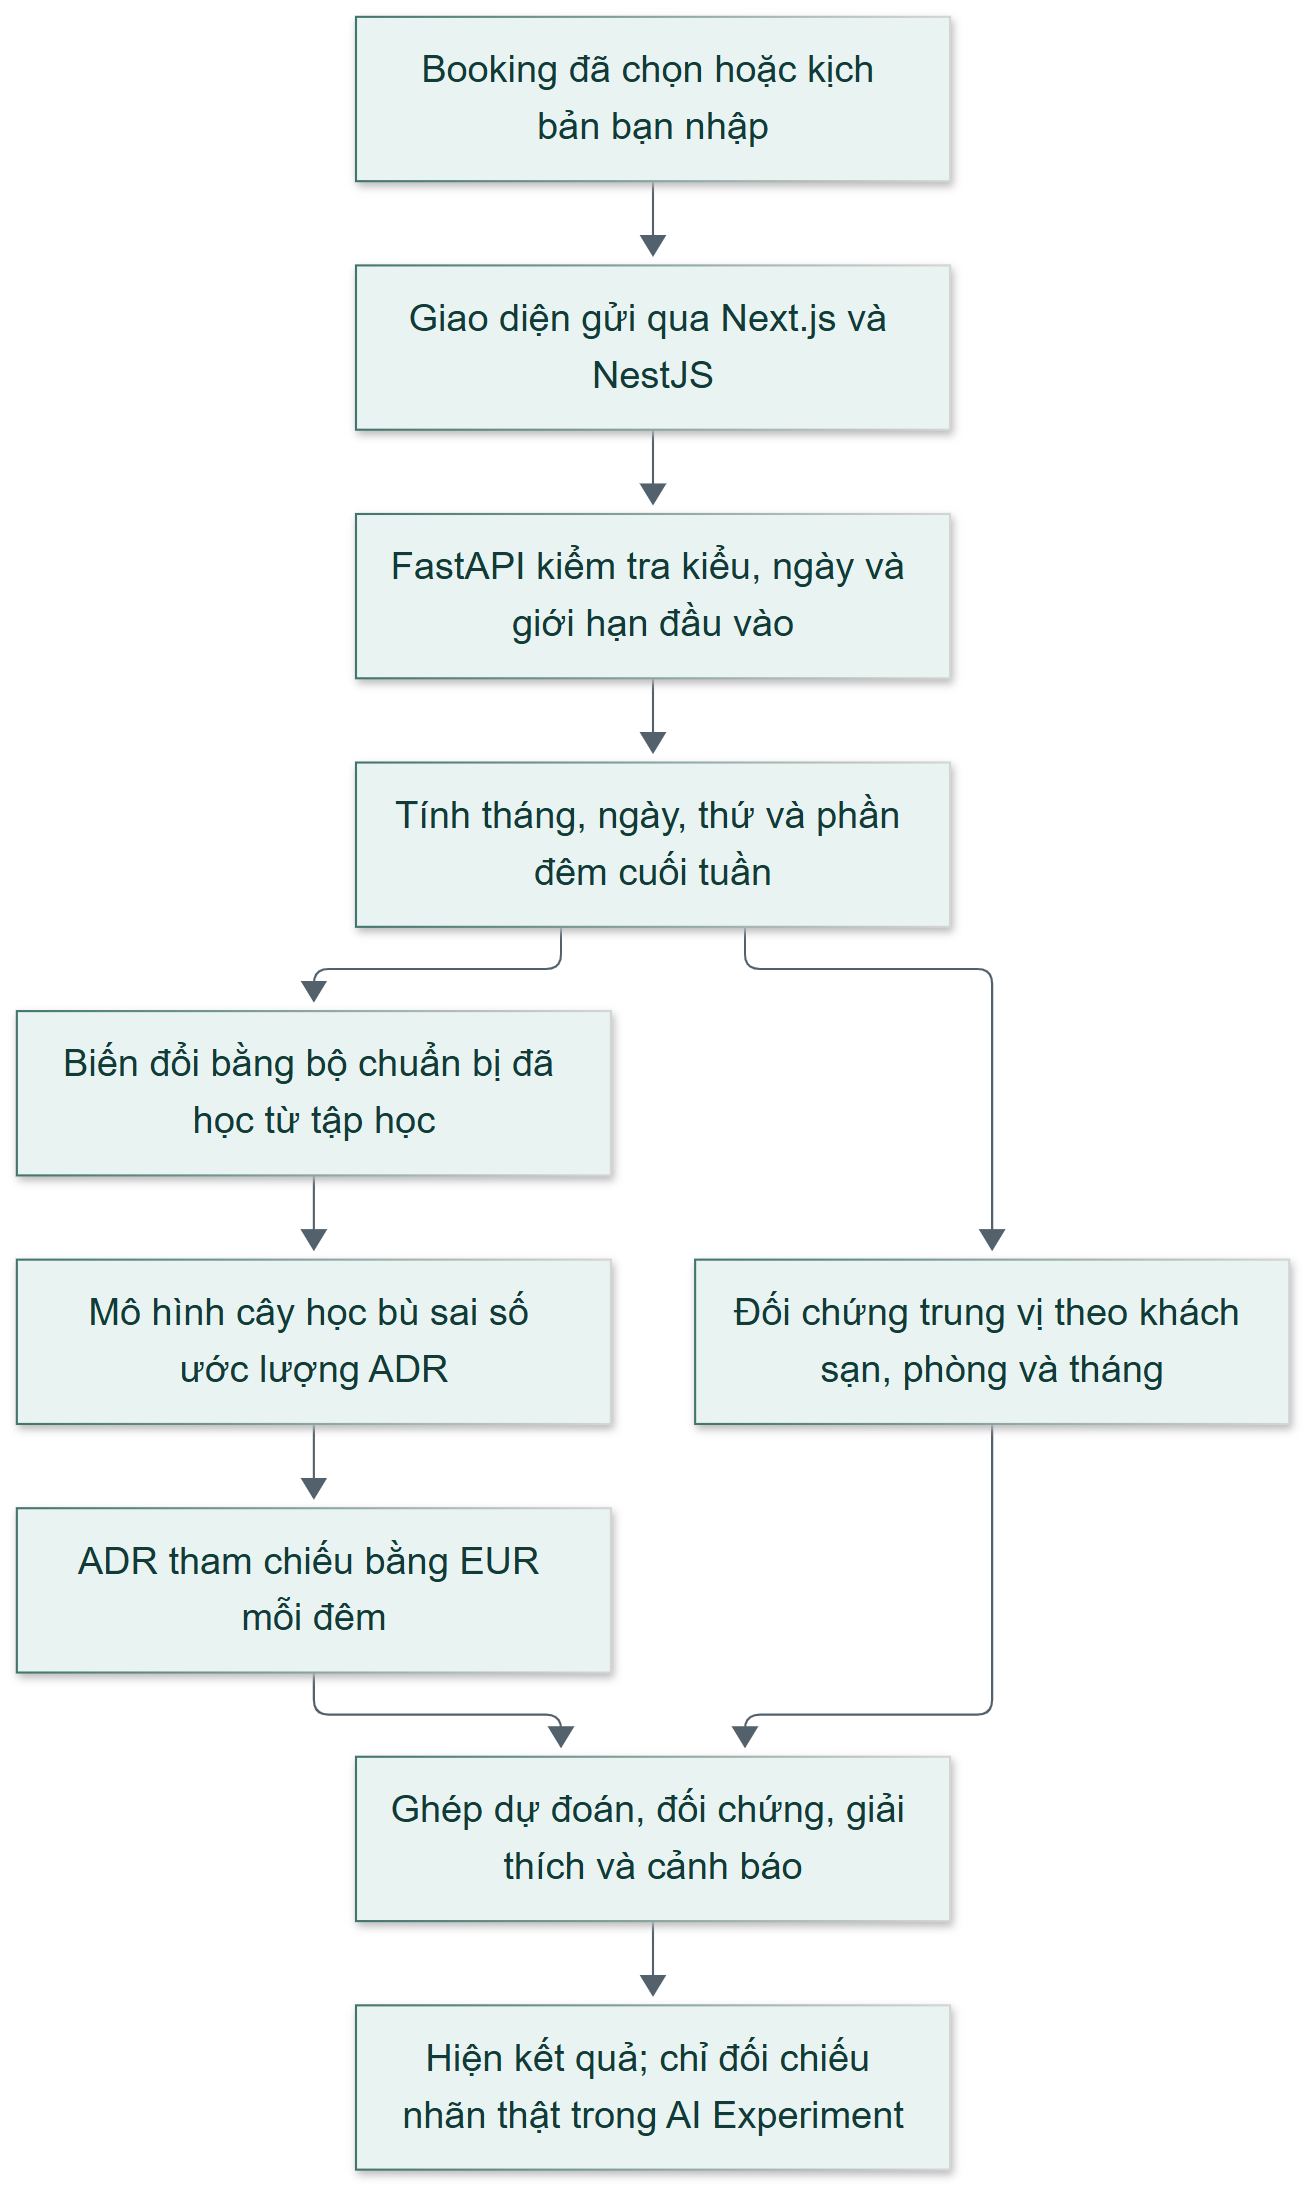 Booking đã chọn hoặc kịch
bản bạn nhập
Giao diện gửi qua Next.js và
NestJS
FastAPI kiểm tra kiểu, ngày và
giới hạn đầu vào
Tính tháng, ngày, thứ và phần
đêm cuối tuần
Biến đổi bằng bộ chuẩn bị đã
học từ tập học
Mô hình cây học bù sai số
ước lượng ADR
Đối chứng trung vị theo khách
sạn, phòng và tháng
ADR tham chiếu bằng EUR
mỗi đêm
Ghép dự đoán, đối chứng, giải
thích và cảnh báo
Hiện kết quả; chỉ đối chiếu
nhãn thật trong AI Experiment